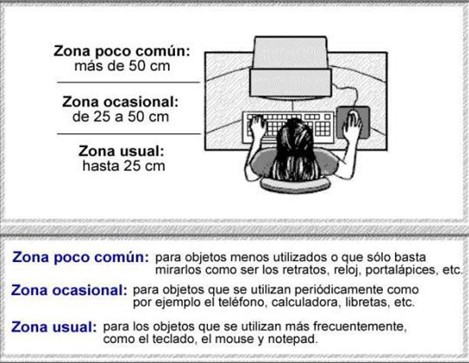 Zona poco común:
más de 50 cm
Zona ocasional:
de 25 a 50 cm
Zona usual:
hasta 25 cm
Zona poco común: para objetos menos utilizados o que sólo basta
mirarlos como ser los retratos, reloj, portalápices, etc.
Zona ocasional: para objetos que se utilizan periódicamente como
por ejemplo el teléfono, calculadora, libretas, etc.
Zona usual: para los objetos que se utilizan más frecuentemente,
como el teclado, el mouse y notepad.